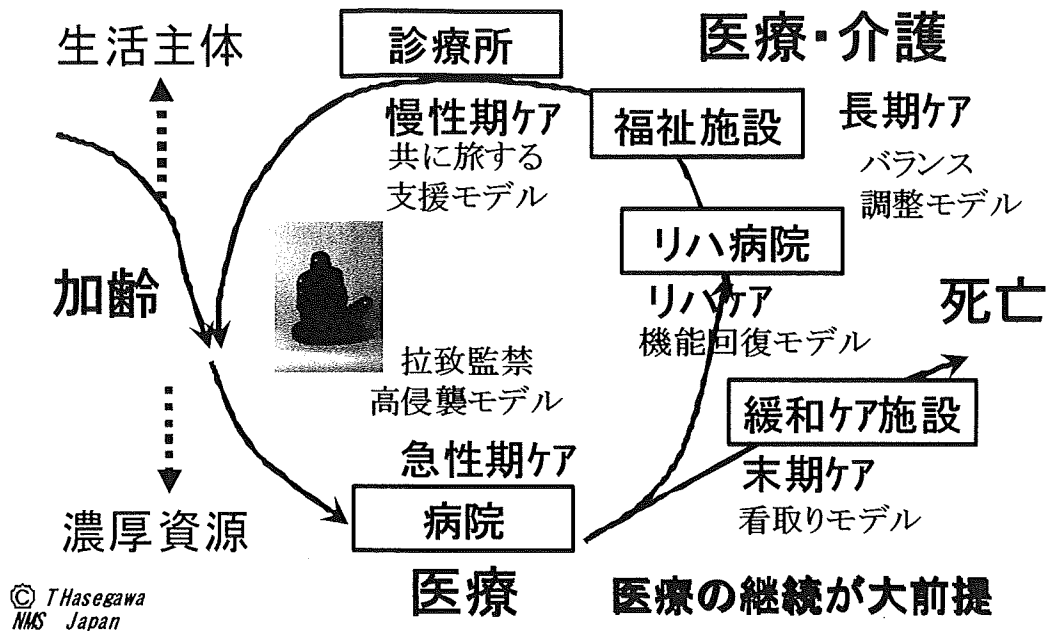 生活主体
診療所
医療・介護
慢性期ケア
共に旅する
支援モデル
福祉施設
長期ケア
バランス
調整モデル
リハ病院
リハケア
機能回復モデル
加齢
死亡
拉致監禁
高侵襲モデル
急性期ケア
緩和ケア施設
末期ケア
看取りモデル
濃厚資源
病院
医療
医療の継続が大前提
© THasegawa
NMS Japan